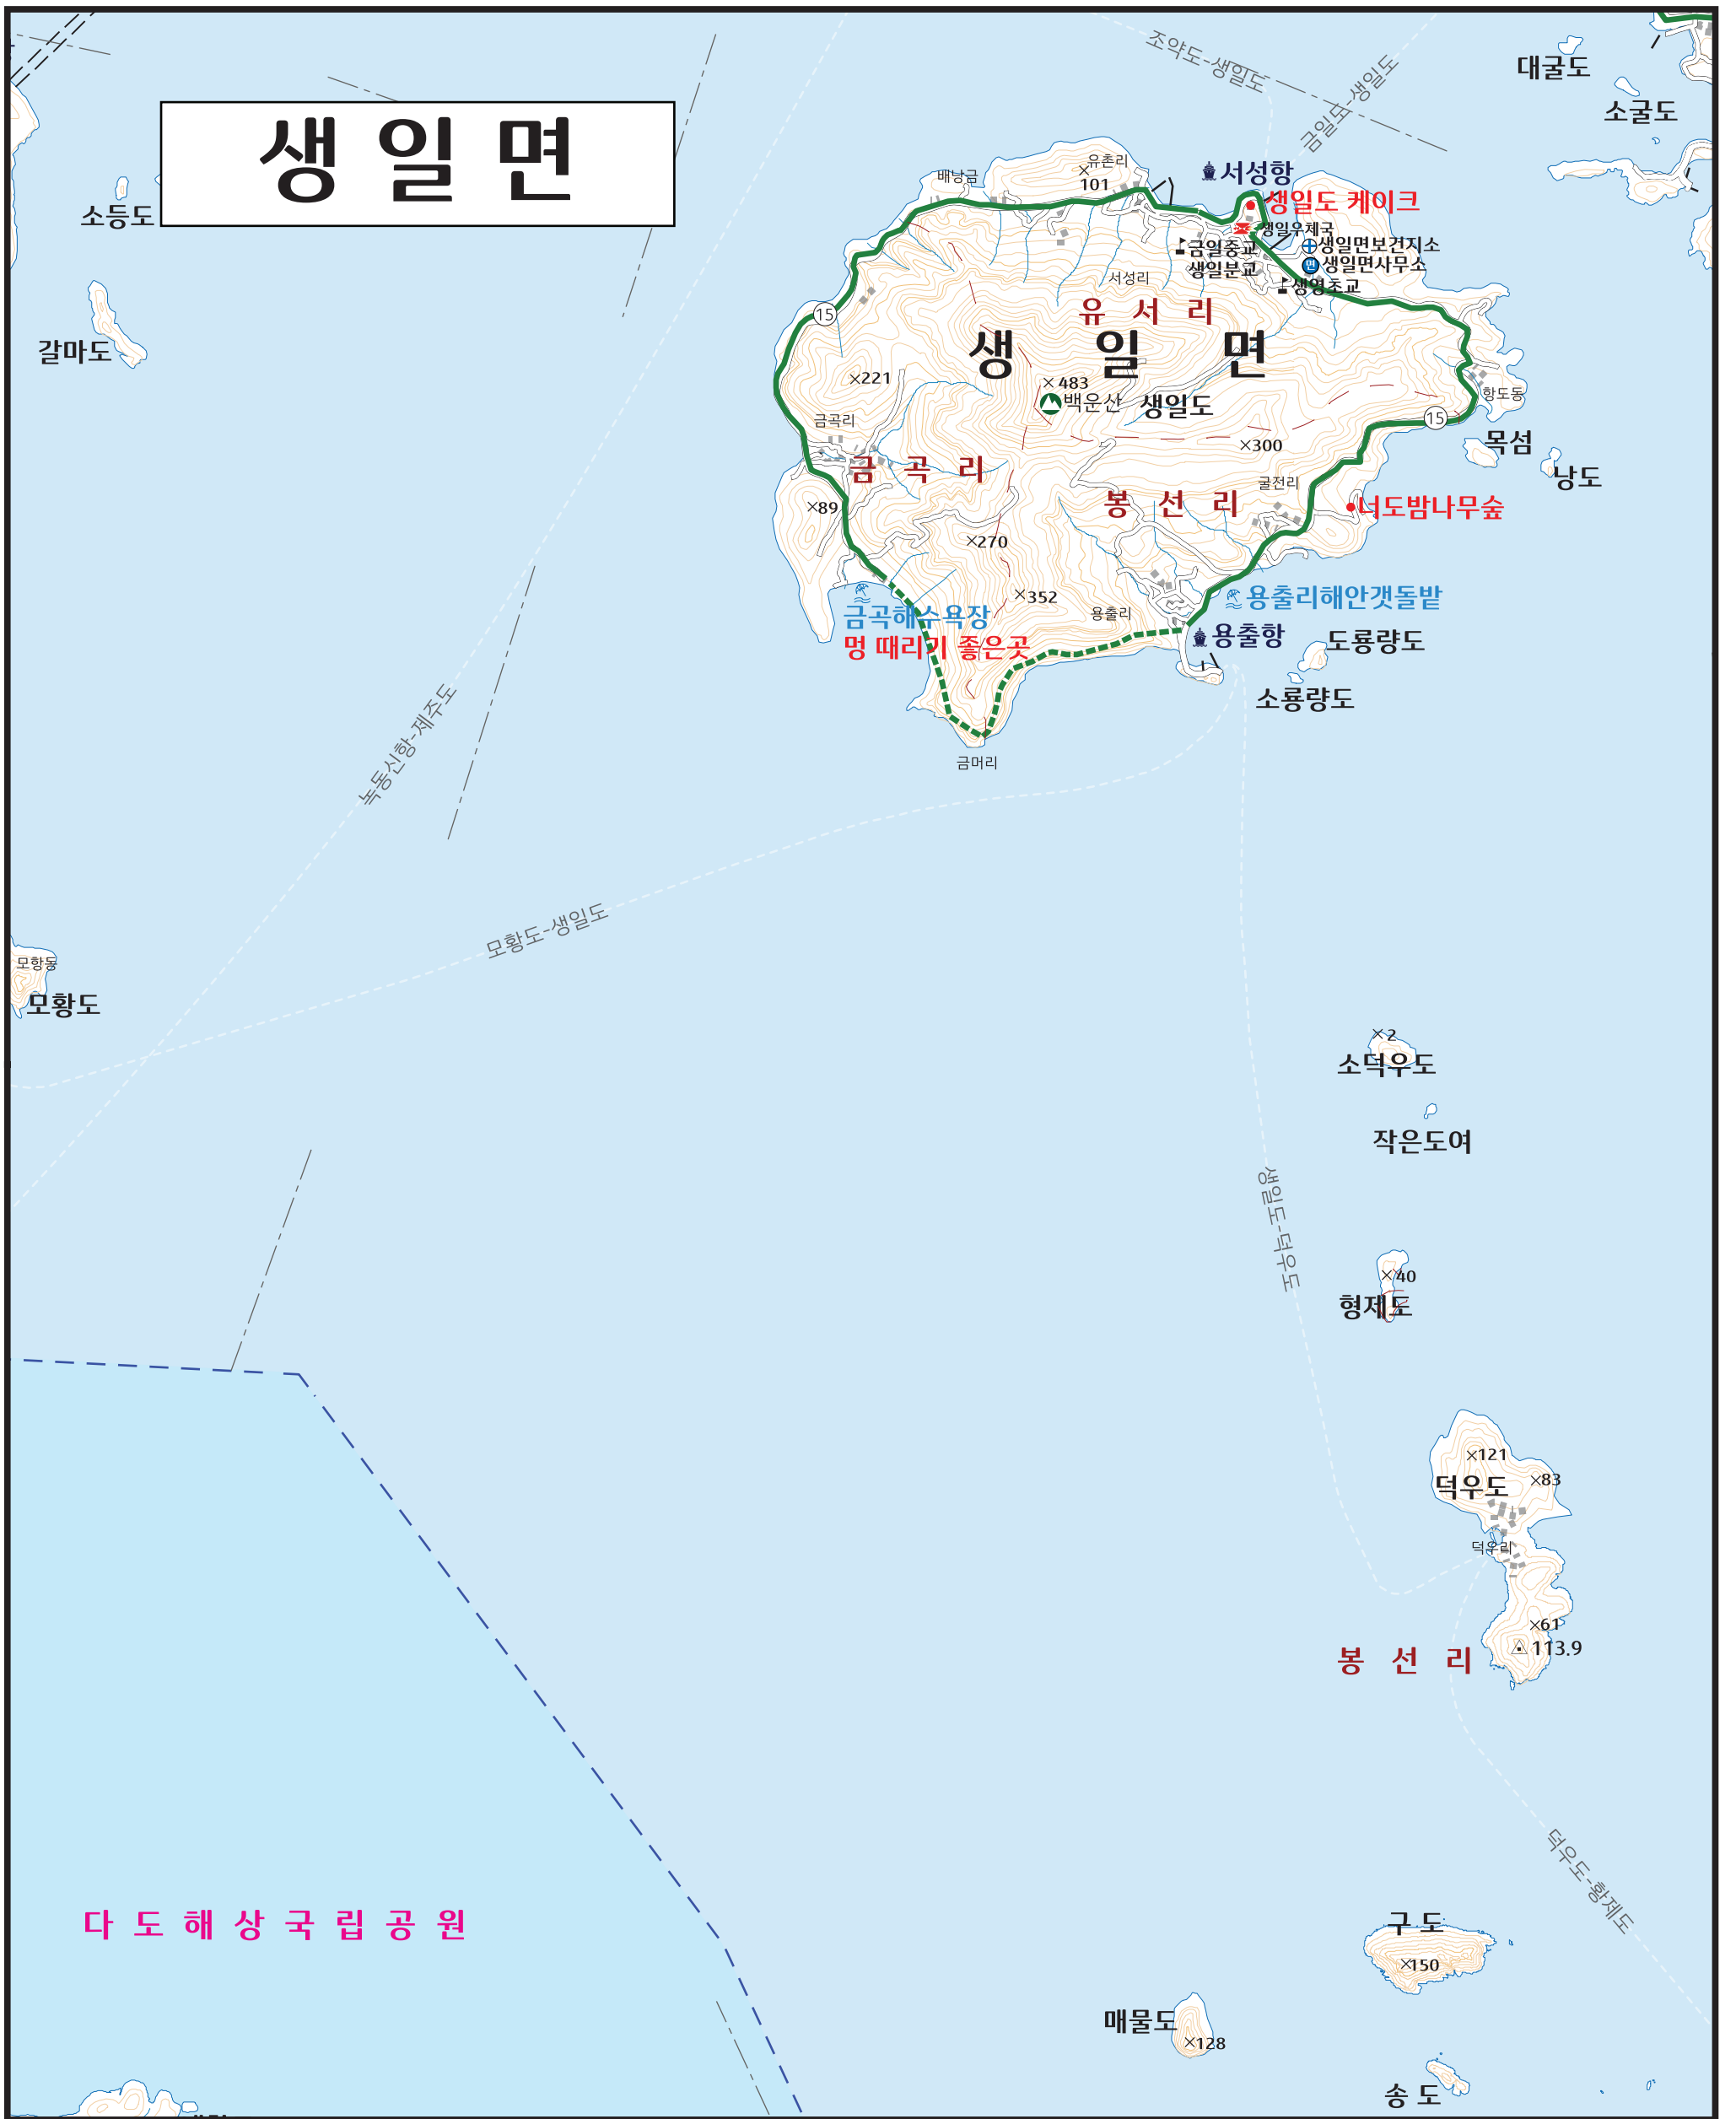 생일면
조약도-생일도
금일도-생일도
대굴도
소굴도
소등도
갈마도
배낭금
유촌리
101
서성항
생일도 케이크
생일우체국
금일중교
생일분교
생일면보건지소
생일면사무소
면
생영초교
서성리
유 서 리
15
생 일 면
221
483
백운산
생일도
항도동
15
금곡리
300
목섬
낭도
금 곡 리
굴전리
봉 선 리
너도밤나무숲
89
270
352
용출리
용출리해안갯돌밭
금곡해수욕장
멍 때리기 좋은곳
용출항
도룡량도
소룡량도
금머리
녹동신항-제주도
모황도-생일도
모항동
모황도
2
소덕우도
작은도여
생일도-덕우도
40
형제도
121
83
덕우도
덕우리
61
113.9
봉 선 리
덕우도-황제도
다 도 해 상 국 립 공 원
구 도
150
매물도
128
송 도